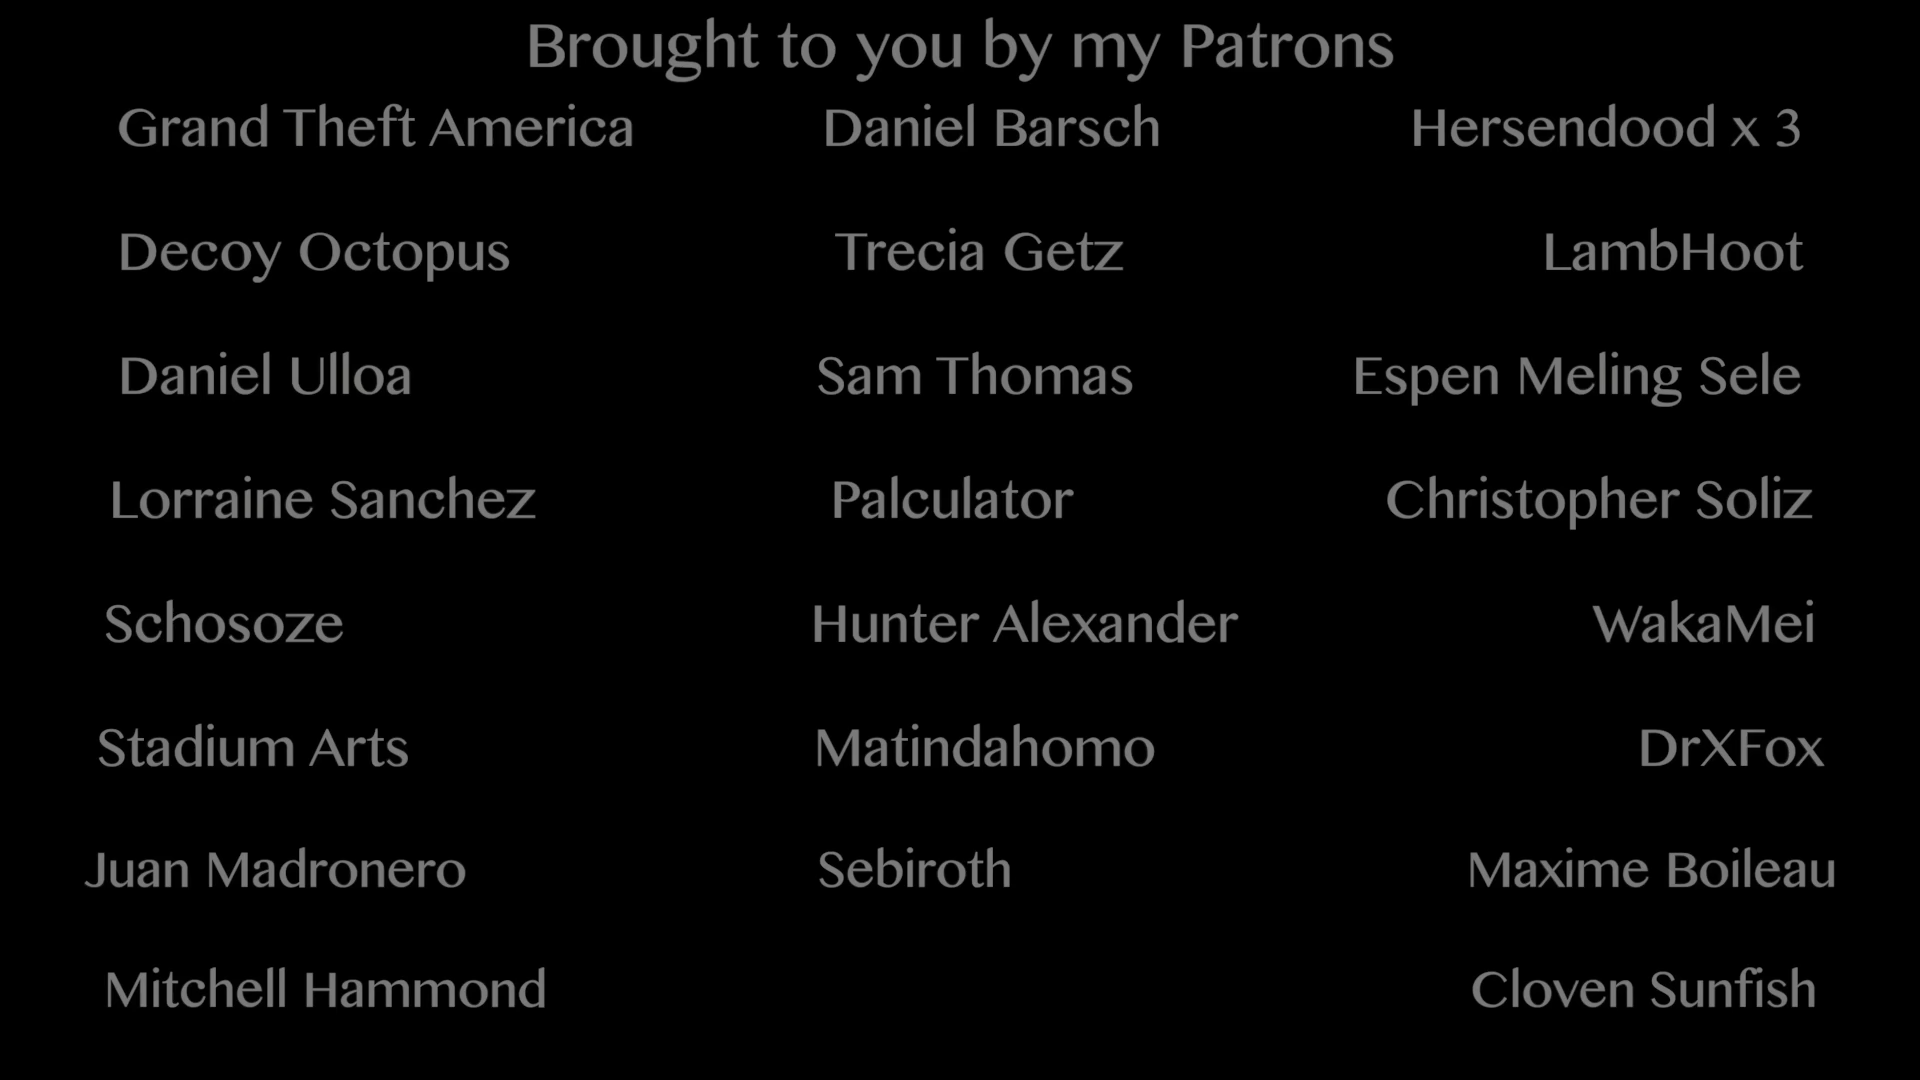 Brought to you by my Patrons
Grand Theft America Daniel Barsch Hersendood x 3
Decoy Octopus Trecia Getz LambHoot
Daniel Ulloa Sam Thomas Espen Meling Sele
Lorraine Sanchez Palculator Christopher Soliz
Schosoze Hunter Alexander WakaMei
Stadium Arts Matindahomo DrXFox
Juan Madronero Sebiroth Maxime Boileau
Mitchell Hammond Cloven Sunfish